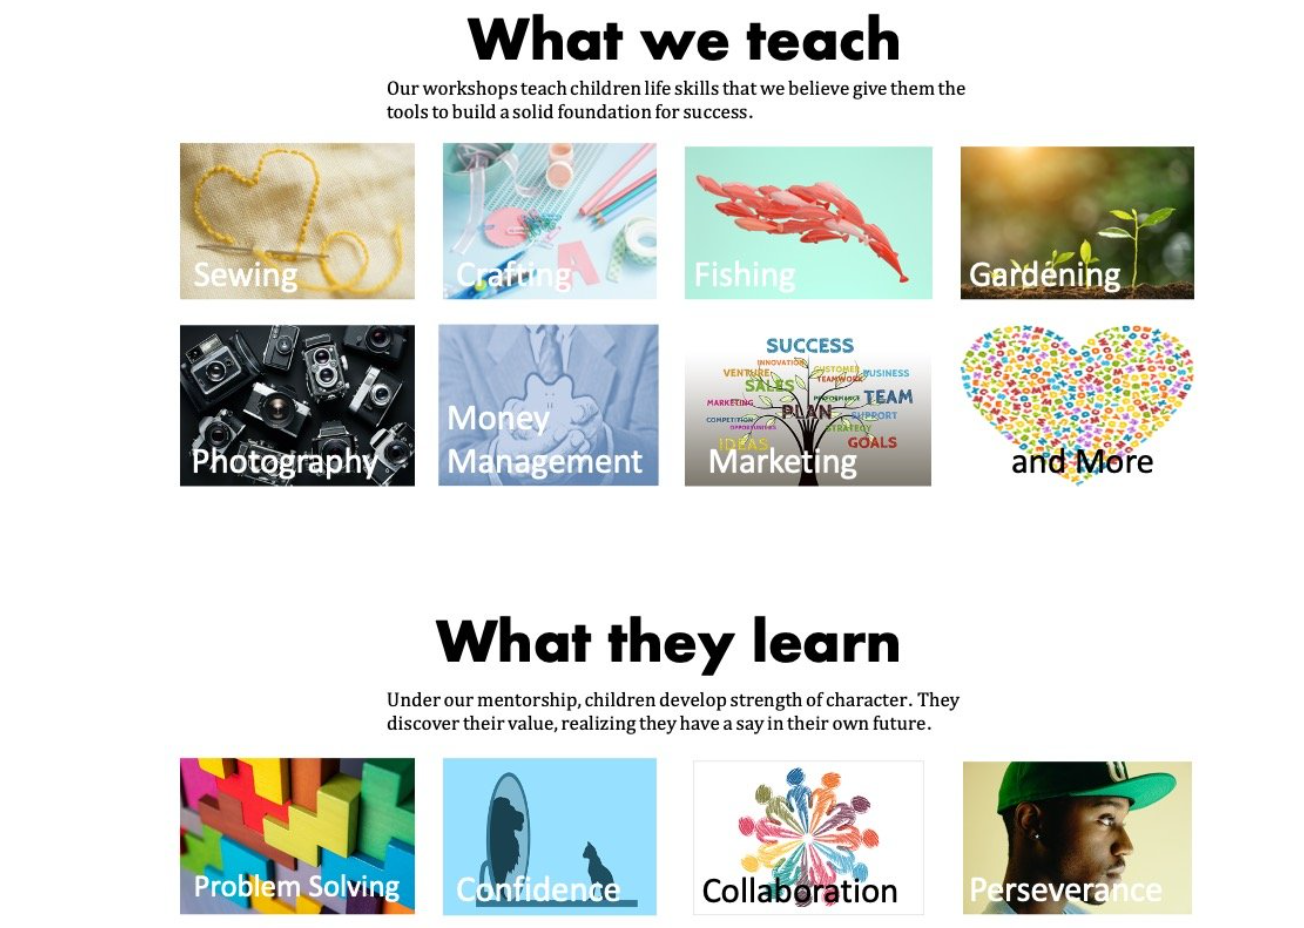 What we teach
Our workshops teach children life skills that we believe give them the
tools to build a solid foundation for success.
Sewing
Crafting
Fishing
Gardening
Photography
Money
Management
SUCCESS
INNOVATION
VENTURE
CUSTOMER
BUSINESS
SALES
TEAMWORK
MARKETING
PERFORMANCE
TEAM
PLAN
COMPETITION
SUPPORT
OPPORTUNITIES
STRATEGY
IDEAS
GOALS
Marketing
and More
What they learn
Under our mentorship, children develop strength of character. They
discover their value, realizing they have a say in their own future.
Problem Solving
Confidence
Collaboration
Perseverance